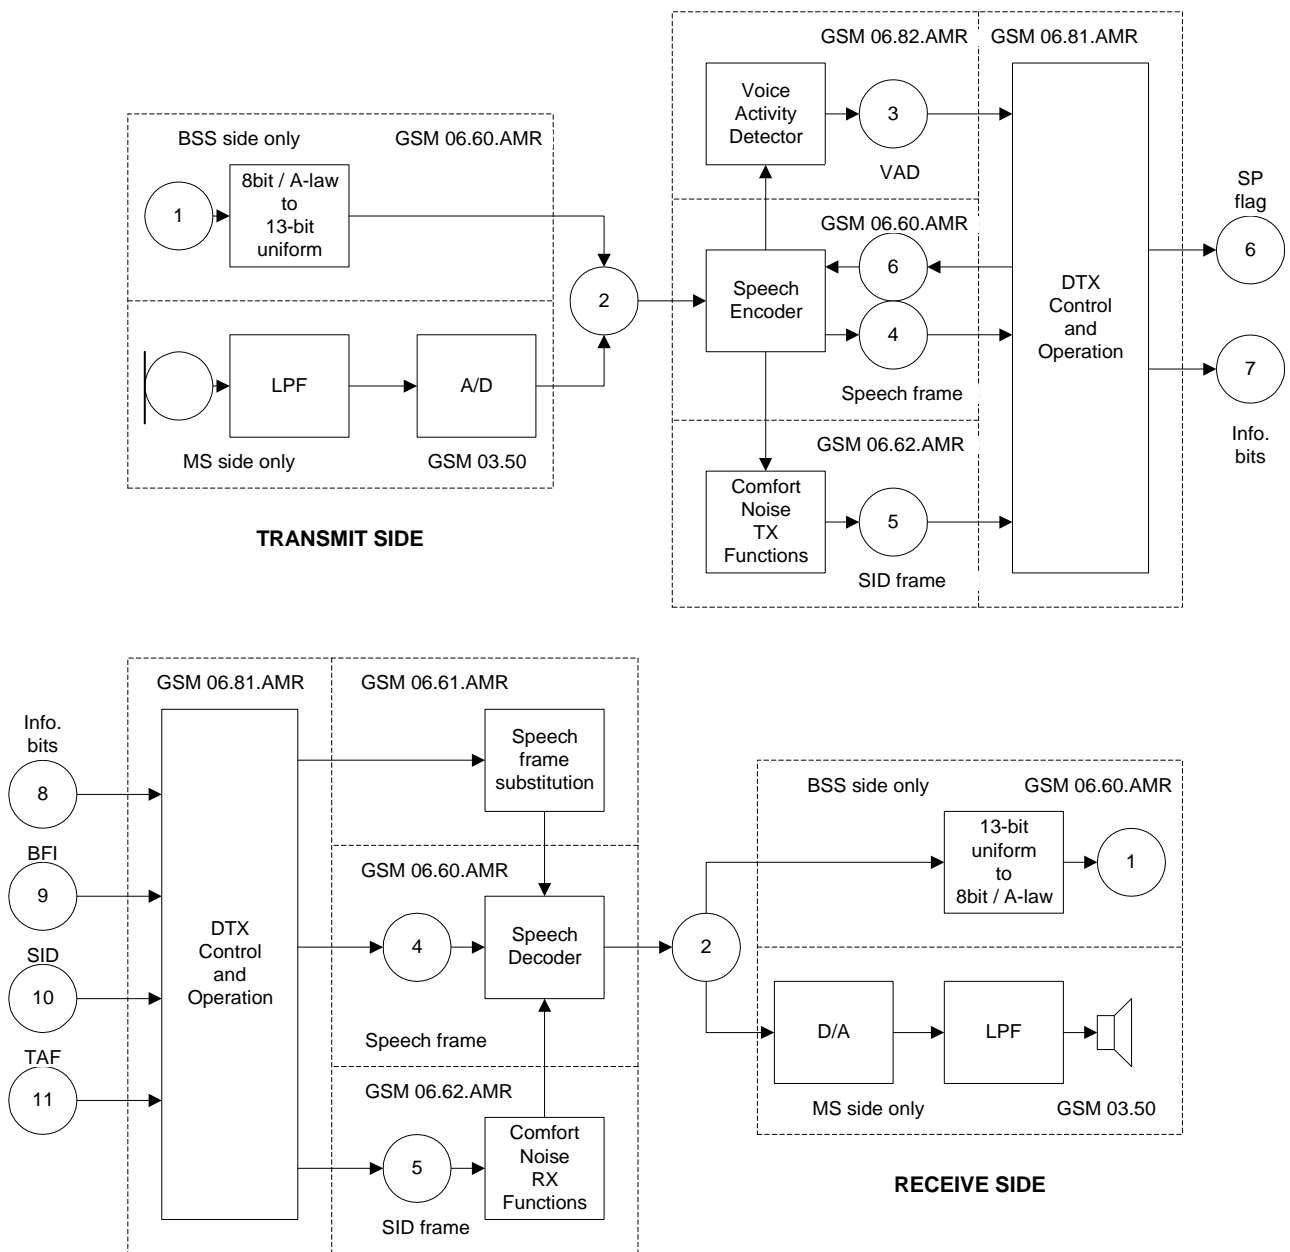 GSM 06.82.AMR
GSM 06.81.AMR
Voice
Activity
Detector
3
VAD
BSS side only
GSM 06.60.AMR
1
8bit / A-law
to
13-bit
uniform
2
LPF
A/D
MS side only
GSM 03.50
TRANSMIT SIDE
GSM 06.60.AMR
Speech
Encoder
6
4
Speech frame
GSM 06.62.AMR
Comfort
Noise
TX
Functions
5
SID frame
DTX
Control
and
Operation
SP
flag
6
7
Info.
bits
GSM 06.81.AMR
GSM 06.61.AMR
Info.
bits
8
BFI
9
SID
10
TAF
11
DTX
Control
and
Operation
Speech
frame
substitution
GSM 06.60.AMR
4
Speech
Decoder
Speech frame
GSM 06.62.AMR
5
Comfort
Noise
RX
Functions
SID frame
2
BSS side only
GSM 06.60.AMR
13-bit
uniform
to
8bit / A-law
1
D/A
LPF
MS side only
GSM 03.50
RECEIVE SIDE